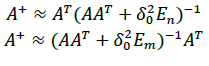 A⁺ ≈ Aᵀ(AAᵀ + δ₀²Eₙ)⁻¹
A⁺ ≈ (AAᵀ + δ₀²Eₘ)⁻¹Aᵀ